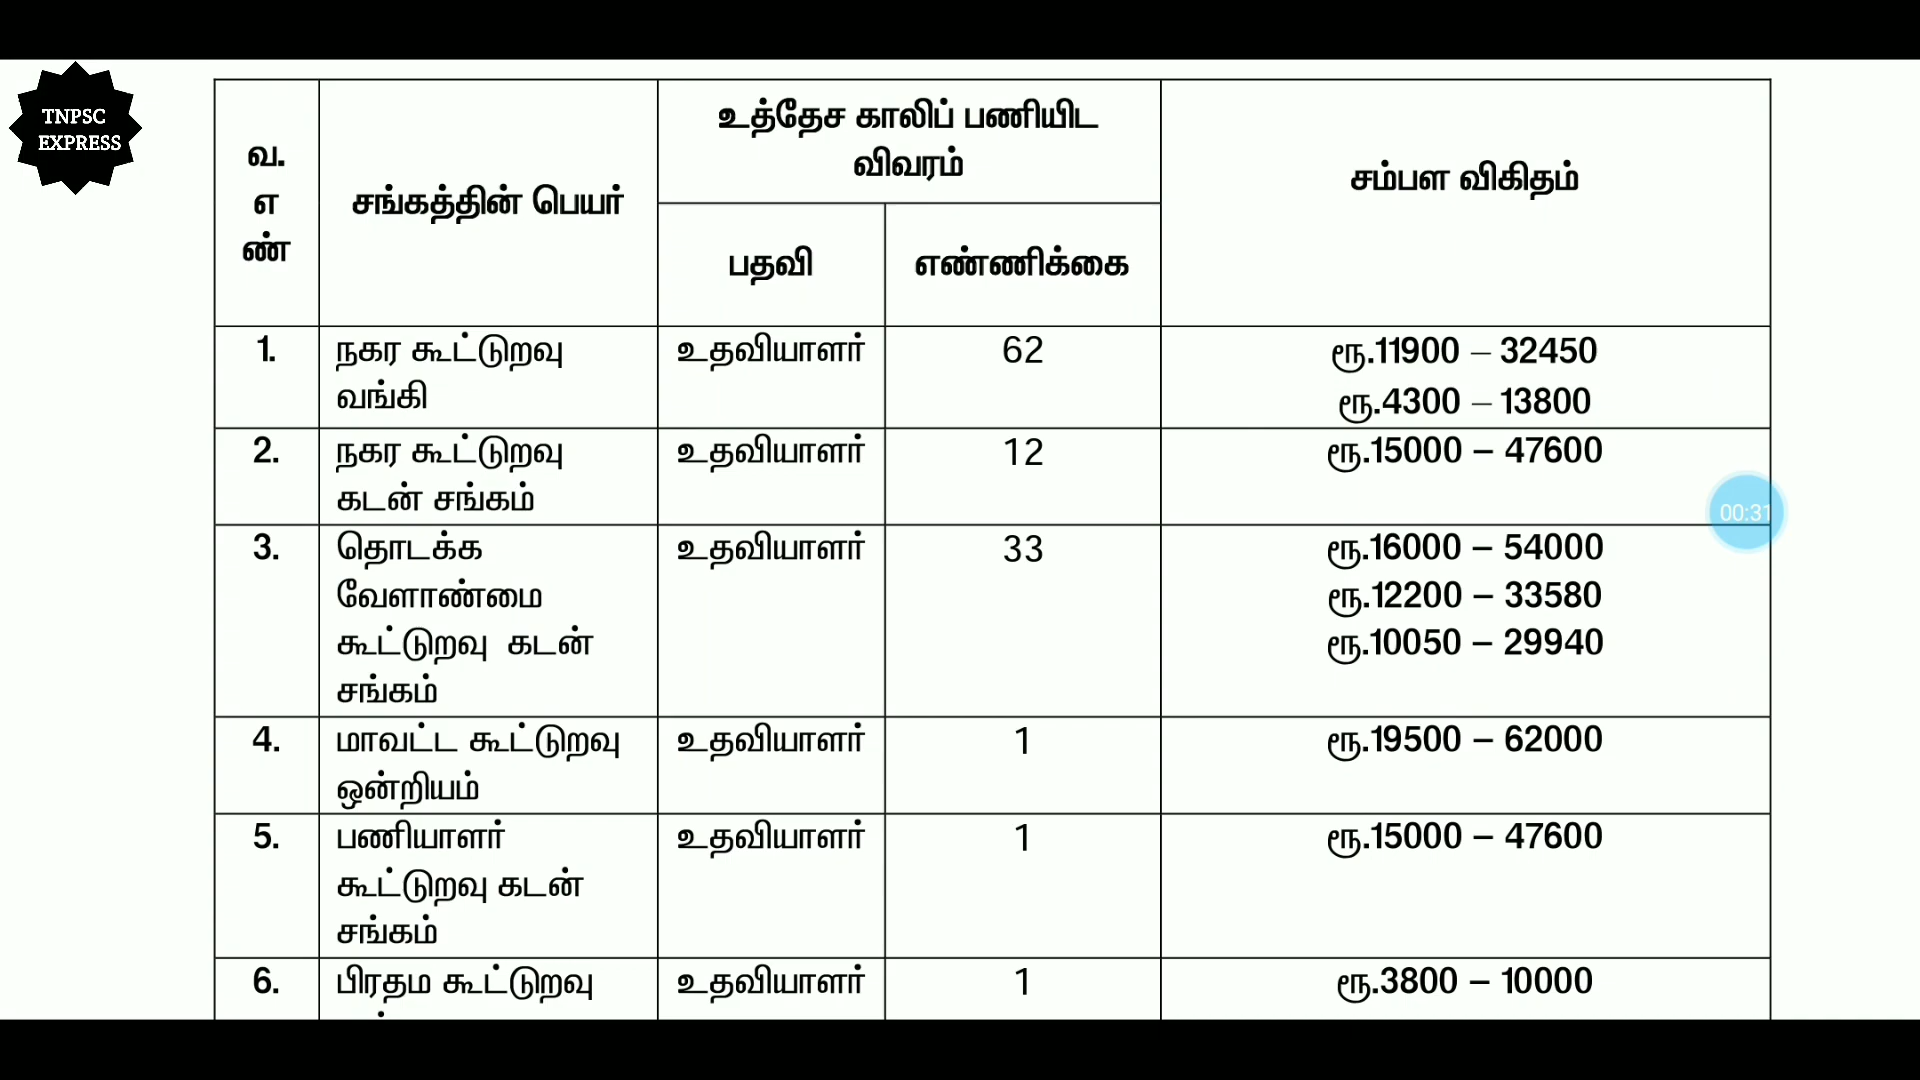 TNPSC
EXPRESS
வ.
எ
ண்
சங்கத்தின் பெயர்
உத்தேச காலிப் பணியிட
விவரம்
சம்பள விகிதம்
பதவி
எண்ணிக்கை
1.
நகர கூட்டுறவு
வங்கி
உதவியாளர்
62
ரூ.11900 – 32450
ரூ.4300 – 13800
2.
நகர கூட்டுறவு
கடன் சங்கம்
உதவியாளர்
12
ரூ.15000 – 47600
00:31
3.
தொடக்க
வேளாண்மை
கூட்டுறவு கடன்
சங்கம்
உதவியாளர்
33
ரூ.16000 – 54000
ரூ.12200 – 33580
ரூ.10050 – 29940
4.
மாவட்ட கூட்டுறவு
ஒன்றியம்
உதவியாளர்
1
ரூ.19500 – 62000
5.
பணியாளர்
கூட்டுறவு கடன்
சங்கம்
உதவியாளர்
1
ரூ.15000 – 47600
6.
பிரதம கூட்டுறவு
உதவியாளர்
1
ரூ.3800 – 10000